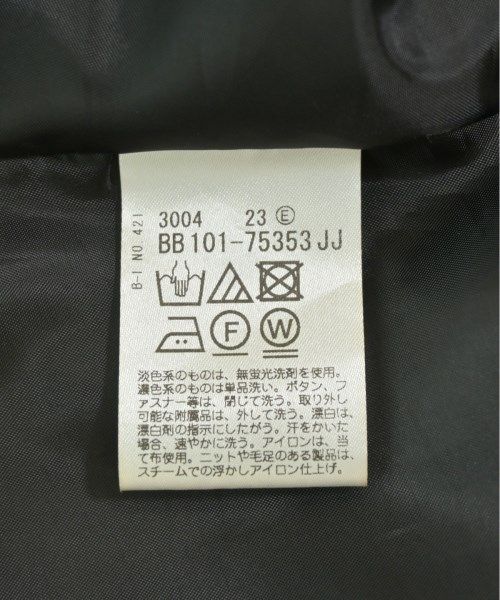 3004 23 Ⓔ
BB 101-75353 JJ
B-I NO.421
F
W
淡色系のものは、無蛍光洗剤を使用。
濃色系のものは単品洗い。ボタン、フ
ァスナー等は、閉じて洗う。取り外し
可能な附属品は、外して洗う。漂白は、
漂白剤の指示にしたがう。汗をかいた
場合、速やかに洗う。アイロンは、当
て布使用。ニットや毛足のある製品は、
スチームでの浮かしアイロン仕上げ。